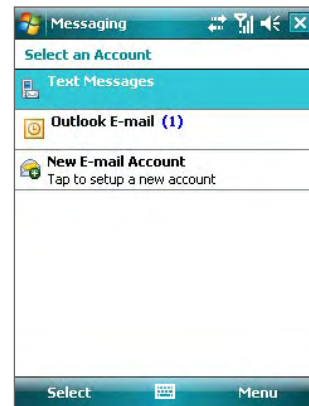 Messaging
Select an Account
Text Messages
Outlook E-mail (1)
New E-mail Account
Tap to setup a new account
Select Menu